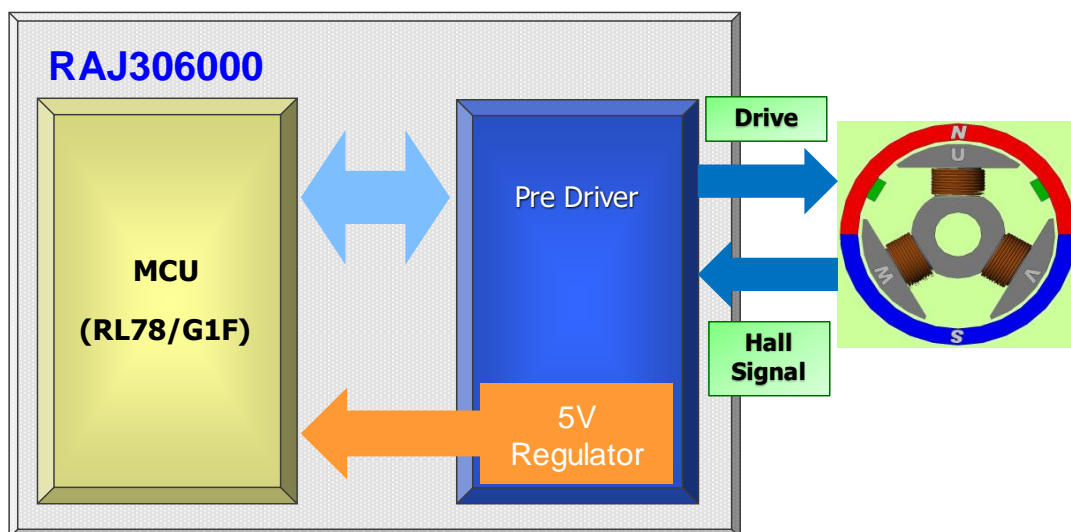 RAJ306000
MCU
(RL78/G1F)
Pre Driver
5V
Regulator
Drive
Hall
Signal
N
U
W
V
S